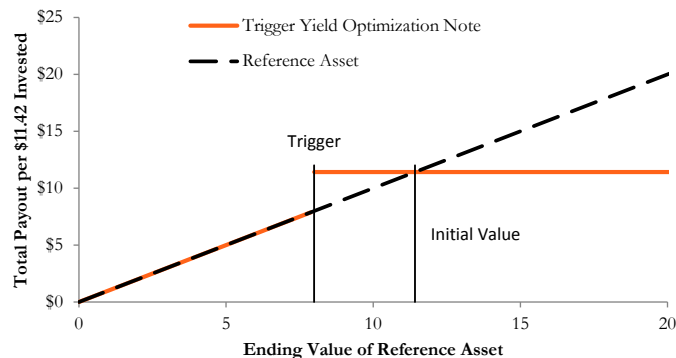 $25
Trigger Yield Optimization Note
Reference Asset
$20
$15
Trigger
$10
Initial Value
$5
$0
0 5 10 15 20
Total Payout per $11.42 Invested
Ending Value of Reference Asset